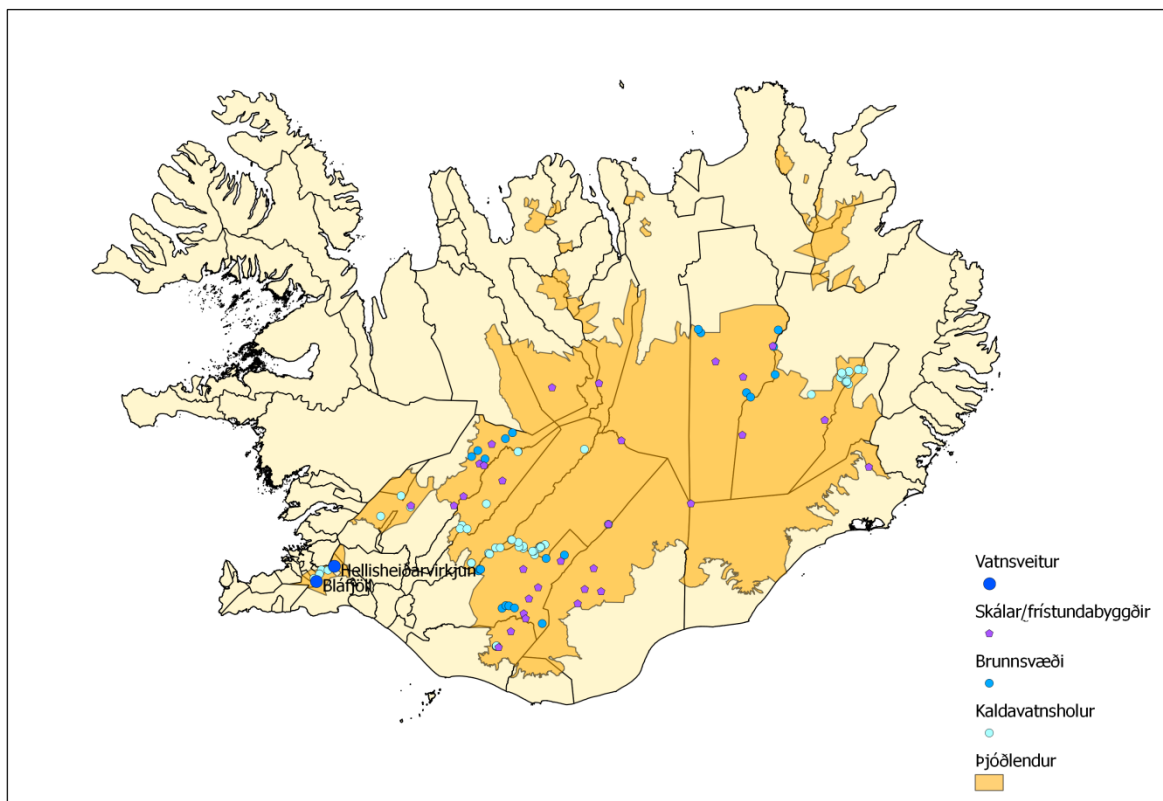 Hellisheiðarvirkjun
Bláfjöll
Vatnsveitur
Skálar/frístundabyggðir
Brunnsvæði
Kaldavatnsholur
Þjóðlendur